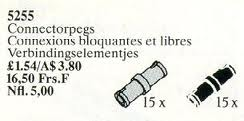 5255
Connectorpegs
Connexions bloquantes et libres
Verbindingselementjes
£1.54/A$3.80
16,50 Frs.F
Nfl. 5,00
15 x 15 x